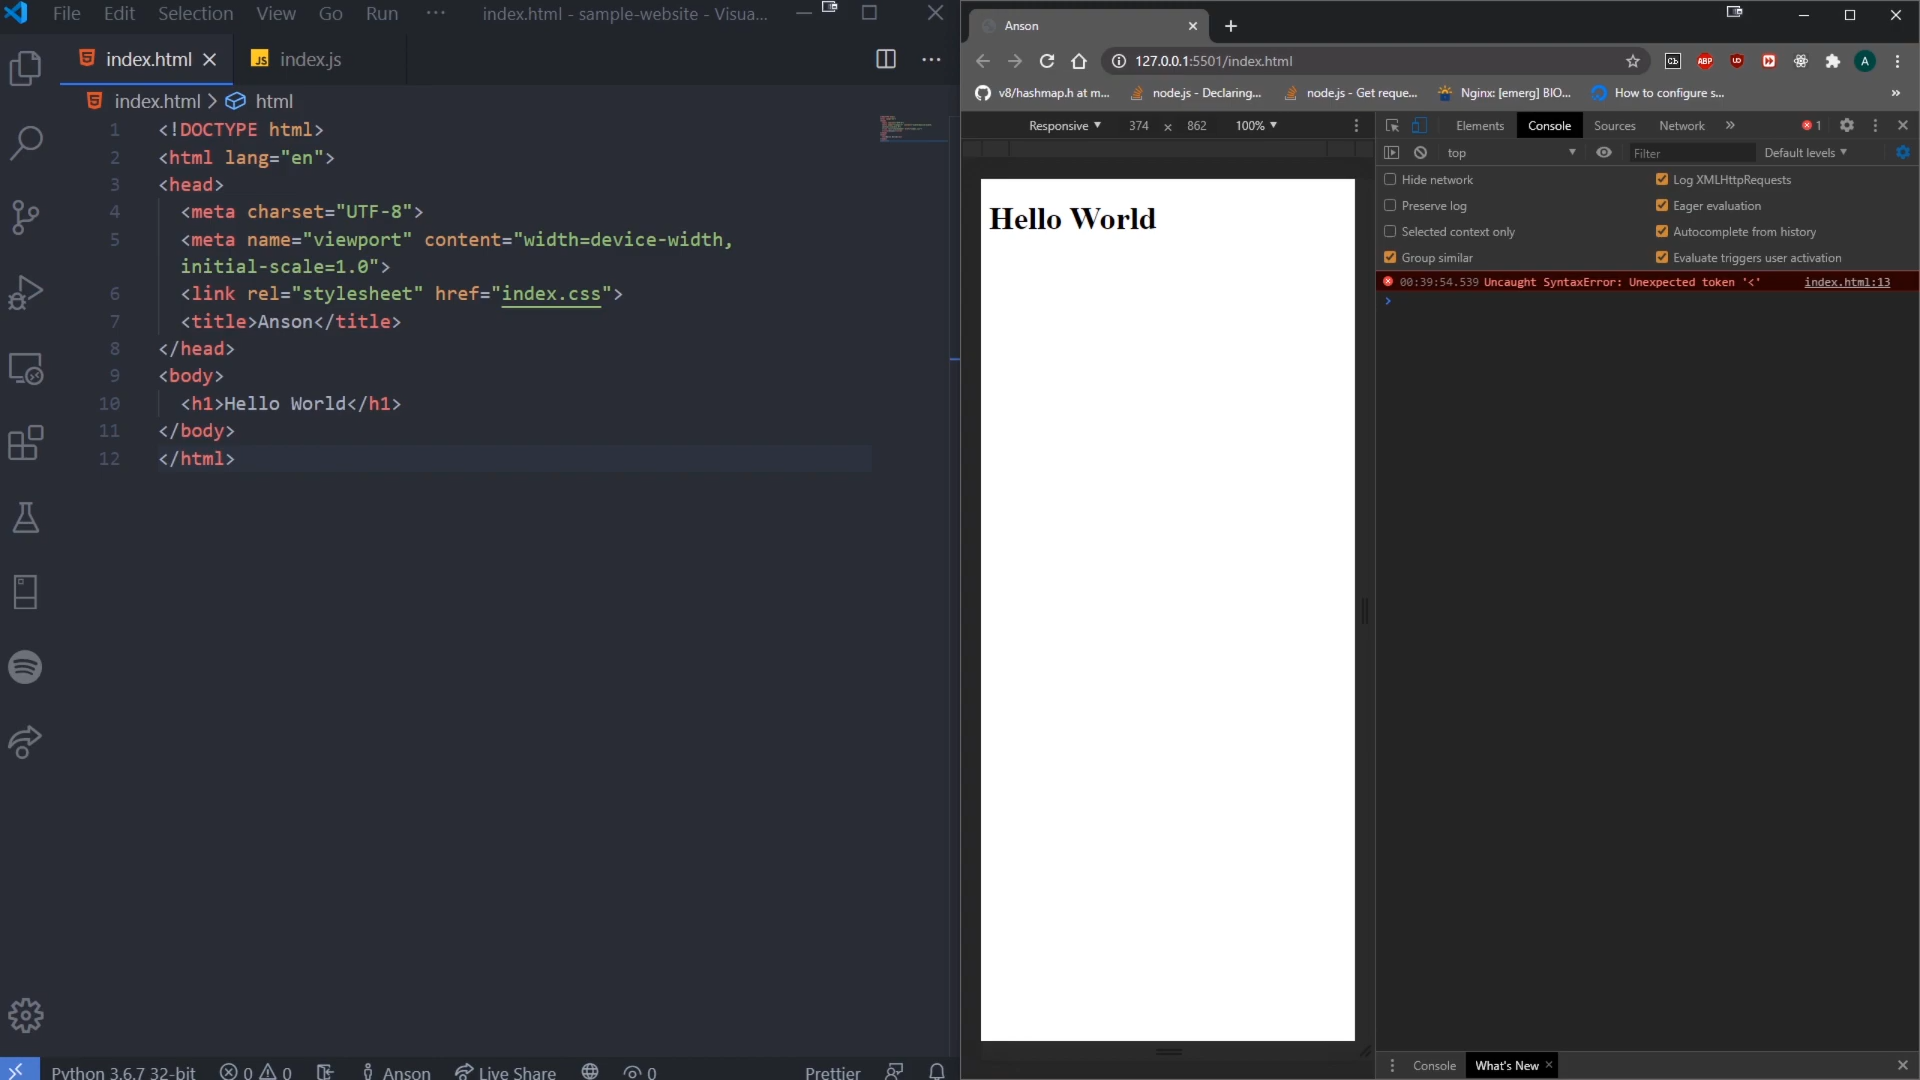 File Edit Selection View Go Run ··· index.html - sample-website - Visua...
index.html JS index.js
index.html > html
1 <!DOCTYPE html>
2 <html lang="en">
3 <head>
4 <meta charset="UTF-8">
5 <meta name="viewport" content="width=device-width,
initial-scale=1.0">
6 <link rel="stylesheet" href="index.css">
7 <title>Anson</title>
8 </head>
9 <body>
10 <h1>Hello World</h1>
11 </body>
12 </html>
Python 3.6.7 32-bit 0 0 Anson Live Share 0 Prettier
Anson
127.0.0.1:5501/index.html
Cb ABP UD A
v8/hashmap.h at m... node.js - Declaring... node.js - Get reque... Nginx: [emerg] BIO... How to configure s... »
Responsive 374 x 862 100%
Hello World
Elements Console Sources Network » 1
top Filter Default levels
Hide network Log XMLHttpRequests
Preserve log Eager evaluation
Selected context only Autocomplete from history
Group similar Evaluate triggers user activation
00:39:54.539 Uncaught SyntaxError: Unexpected token '<' index.html:13
>
Console What's New